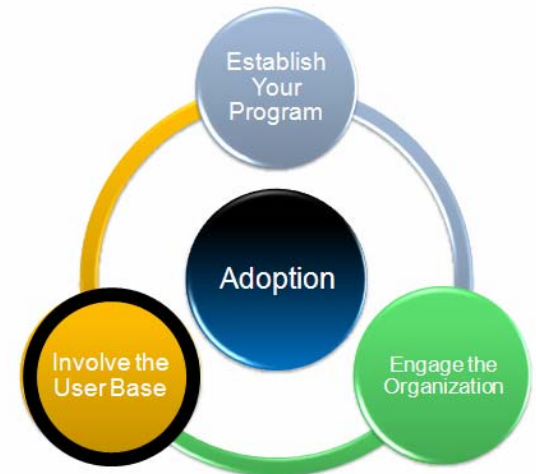 Establish
Your
Program
Adoption
Involve the
User Base
Engage the
Organization